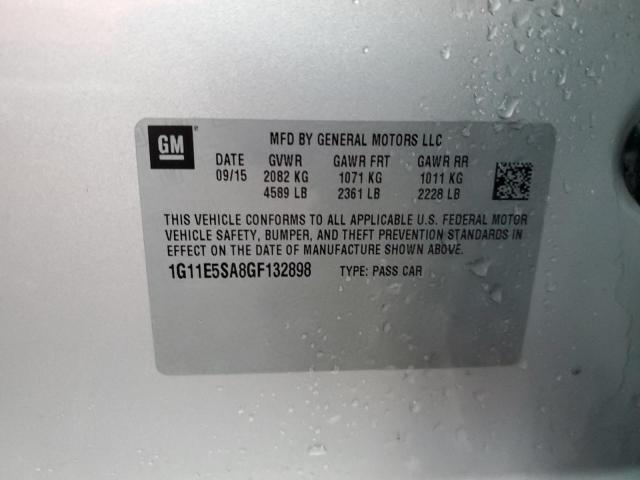 GM ® MFD BY GENERAL MOTORS LLC
DATE GVWR GAWR FRT GAWR RR
09/15 2082 KG 1071 KG 1011 KG
4589 LB 2361 LB 2228 LB
THIS VEHICLE CONFORMS TO ALL APPLICABLE U.S. FEDERAL MOTOR
VEHICLE SAFETY, BUMPER, AND THEFT PREVENTION STANDARDS IN
EFFECT ON THE DATE OF MANUFACTURE SHOWN ABOVE.
1G11E5SA8GF132898 TYPE: PASS CAR